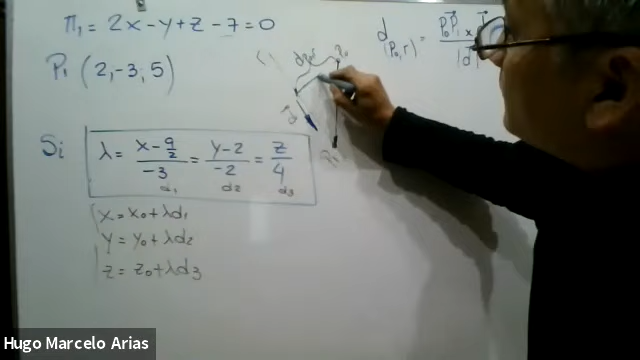 π₁ = 2x - y + z - 7 = 0
P₁ (2, -3, 5)
d(P₀, r) = P₀P₁ x
|d|
Si λ = (x - 9/2)/-3 = (y - 2)/-2 = z/4
d₁ d₂ d₃
x = x₀ + λd₁
y = y₀ + λd₂
z = z₀ + λd₃
Hugo Marcelo Arias